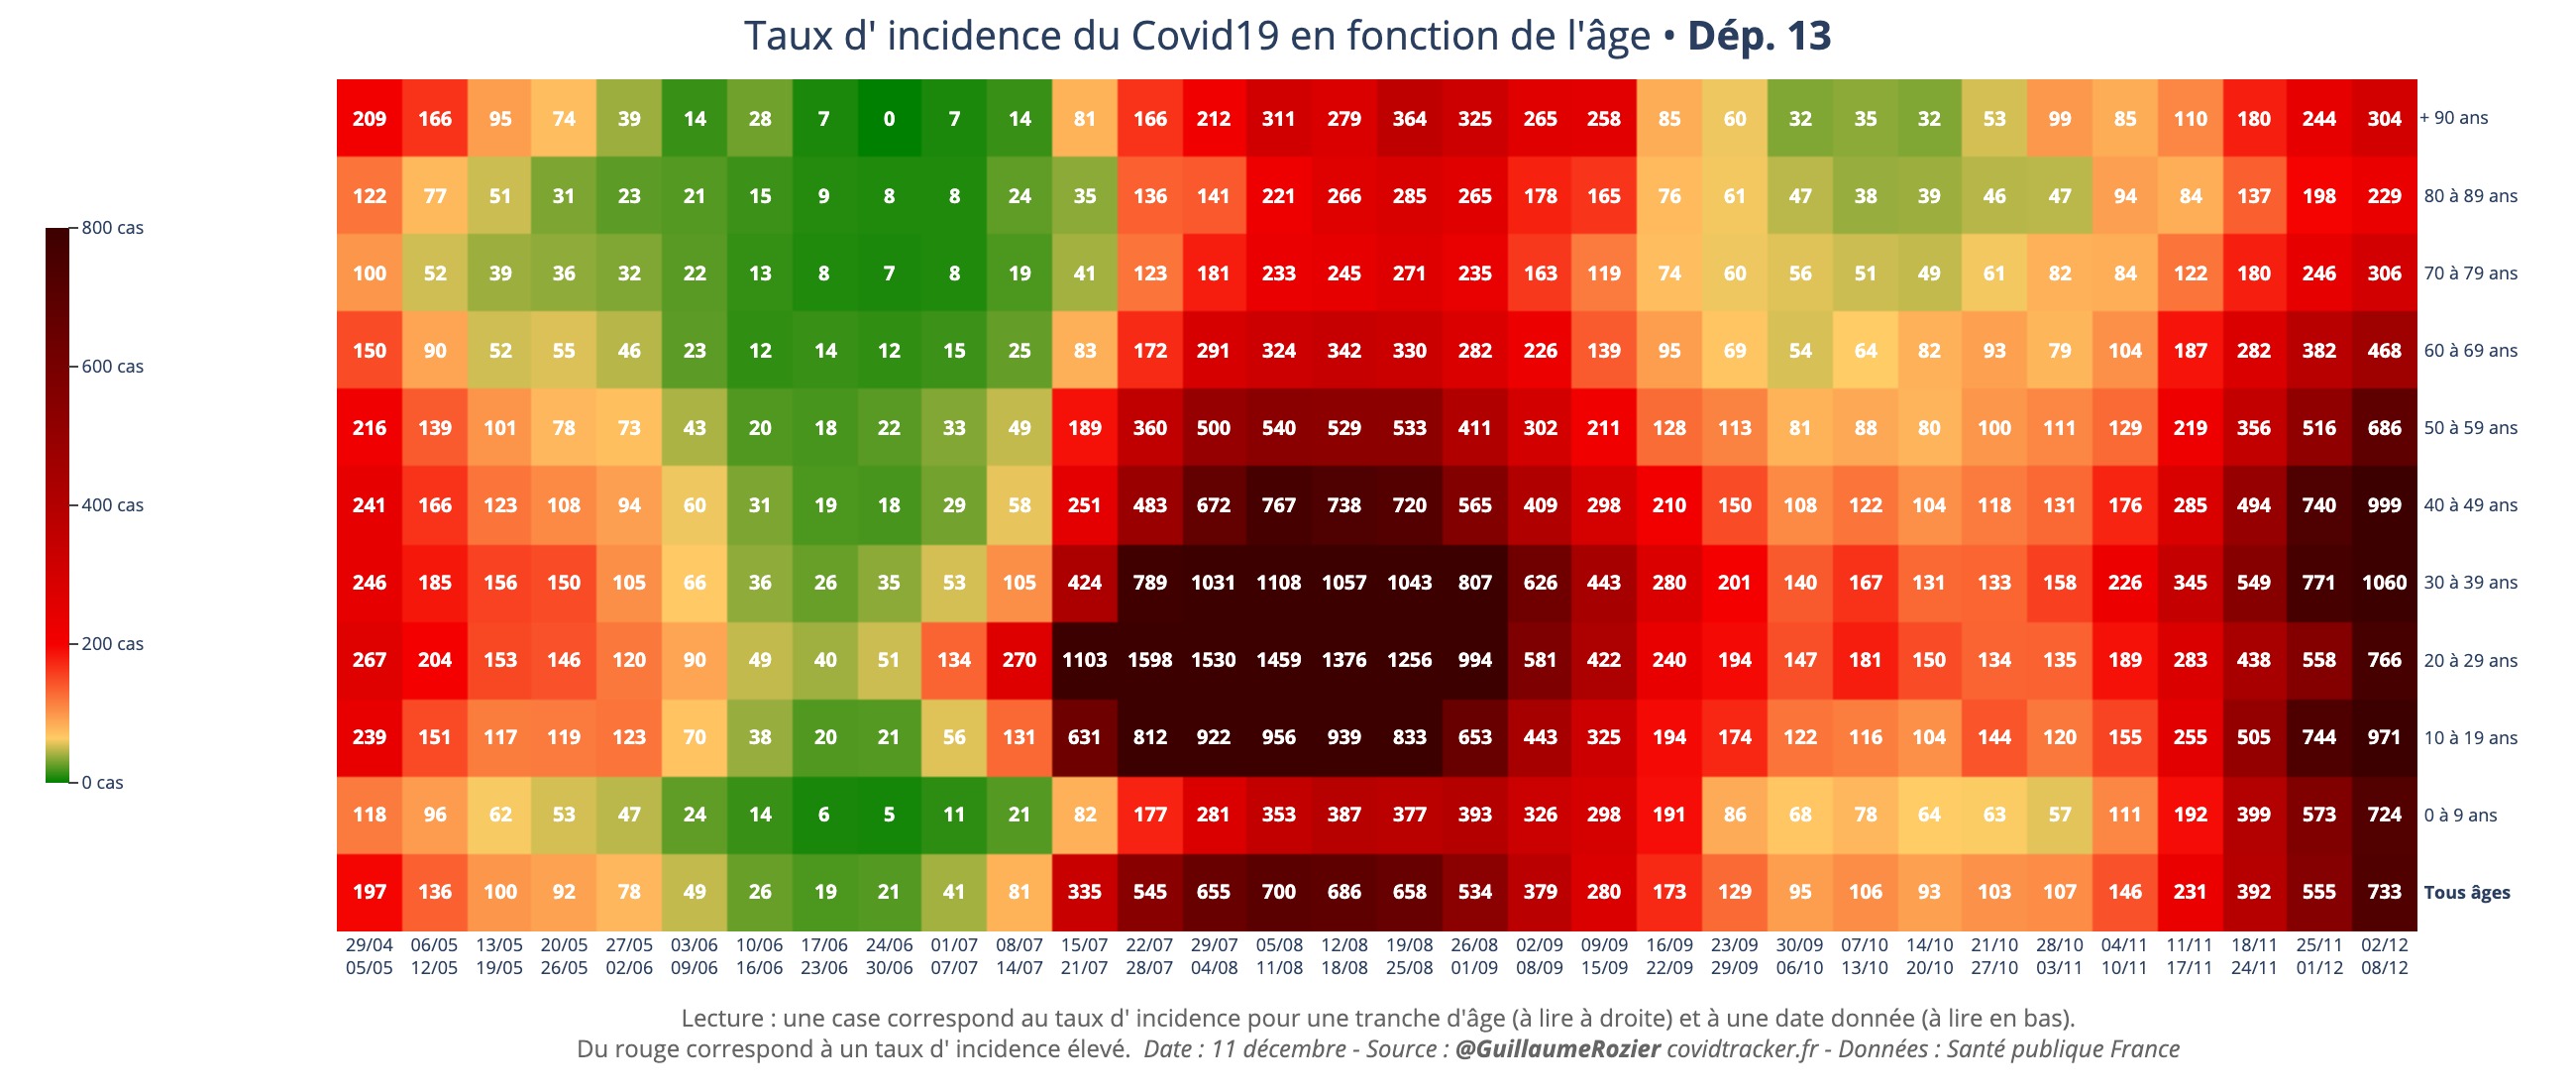 Taux d' incidence du Covid19 en fonction de l'âge • Dép. 13
209 166 95 74 39 14 28 7 0 7 14 81 166 212 311 279 364 325 265 258 85 60 32 35 32 53 99 85 110 180 244 304 + 90 ans
122 77 51 31 23 21 15 9 8 8 24 35 136 141 221 266 285 265 178 165 76 61 47 38 39 46 47 94 84 137 198 229 80 à 89 ans
100 52 39 36 32 22 13 8 7 8 19 41 123 181 233 245 271 235 163 119 74 60 56 51 49 61 82 84 122 180 246 306 70 à 79 ans
150 90 52 55 46 23 12 14 12 15 25 83 172 291 324 342 330 282 226 139 95 69 54 64 82 93 79 104 187 282 382 468 60 à 69 ans
216 139 101 78 73 43 20 18 22 33 49 189 360 500 540 529 533 411 302 211 128 113 81 88 80 100 111 129 219 356 516 686 50 à 59 ans
241 166 123 108 94 60 31 19 18 29 58 251 483 672 767 738 720 565 409 298 210 150 108 122 104 118 131 176 285 494 740 999 40 à 49 ans
246 185 156 150 105 66 36 26 35 53 105 424 789 1031 1108 1057 1043 807 626 443 280 201 140 167 131 133 158 226 345 549 771 1060 30 à 39 ans
267 204 153 146 120 90 49 40 51 134 270 1103 1598 1530 1459 1376 1256 994 581 422 240 194 147 181 150 134 135 189 283 438 558 766 20 à 29 ans
239 151 117 119 123 70 38 20 21 56 131 631 812 922 956 939 833 653 443 325 194 174 122 116 104 144 120 155 255 505 744 971 10 à 19 ans
118 96 62 53 47 24 14 6 5 11 21 82 177 281 353 387 377 393 326 298 191 86 68 78 64 63 57 111 192 399 573 724 0 à 9 ans
197 136 100 92 78 49 26 19 21 41 81 335 545 655 700 686 658 534 379 280 173 129 95 106 93 103 107 146 231 392 555 733 Tous âges
29/04 06/05 13/05 20/05 27/05 03/06 10/06 17/06 24/06 01/07 08/07 15/07 22/07 29/07 05/08 12/08 19/08 26/08 02/09 09/09 16/09 23/09 30/09 07/10 14/10 21/10 28/10 04/11 11/11 18/11 25/11 02/12
05/05 12/05 19/05 26/05 02/06 09/06 16/06 23/06 30/06 07/07 14/07 21/07 28/07 04/08 11/08 18/08 25/08 01/09 08/09 15/09 22/09 29/09 06/10 13/10 20/10 27/10 03/11 10/11 17/11 24/11 01/12 08/12
800 cas
600 cas
400 cas
200 cas
0 cas
Lecture : une case correspond au taux d' incidence pour une tranche d'âge (à lire à droite) et à une date donnée (à lire en bas).
Du rouge correspond à un taux d' incidence élevé. Date : 11 décembre - Source : @GuillaumeRozier covidtracker.fr - Données : Santé publique France